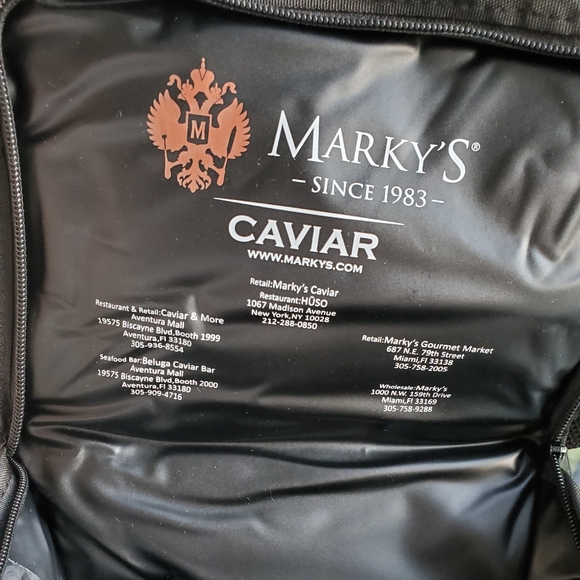 M
MARKY'S®
– SINCE 1983 –
CAVIAR
WWW.MARKYS.COM
Retail:Marky's Caviar
Restaurant:HŪSO
1067 Madison Avenue
New York,NY 10028
212-288-0850
Restaurant & Retail:Caviar & More
Aventura Mall
19575 Biscayne Blvd,Booth 1999
Aventura,Fl 33180
305-936-8554
Seafood Bar:Beluga Caviar Bar
Aventura Mall
19575 Biscayne Blvd,Booth 2000
Aventura,Fl 33180
305-909-4716
Retail:Marky's Gourmet Market
687 N.E. 79th Street
Miami,Fl 33138
305-758-2005
Wholesale:Marky's
1000 N.W. 159th Drive
Miami,Fl 33169
305-758-9288